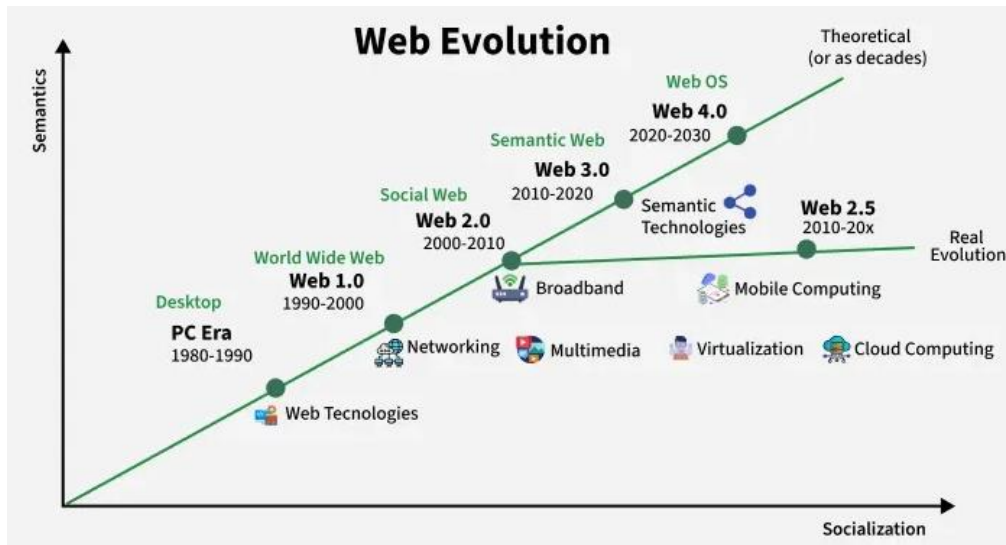 Web Evolution
Theoretical
(or as decades)
Semantics
Web OS
Web 4.0
2020-2030
Semantic Web
Web 3.0
2010-2020
Semantic
Technologies
Web 2.5
2010-20x
Real
Evolution
Social Web
Web 2.0
2000-2010
World Wide Web
Web 1.0
1990-2000
Broadband
Mobile Computing
Desktop
PC Era
1980-1990
Networking
Multimedia
Virtualization
Cloud Computing
Web Tecnologies
Socialization